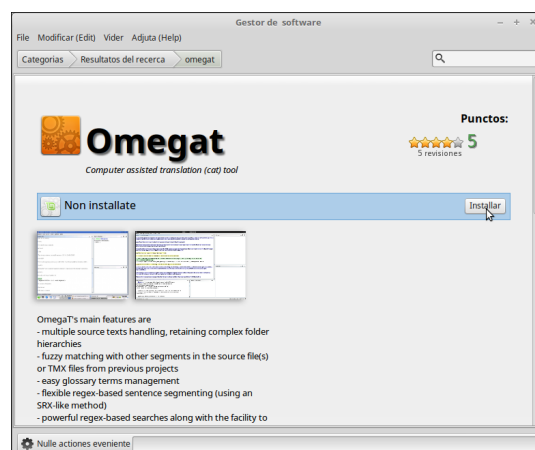 Gestor de software
File Modificar (Edit) Vider Adjuta (Help)
Categorias Resultatos del recerca omegat
Omegat
Computer assisted translation (cat) tool
Punctos:
5
5 revisiones
Non installate
Installar
OmegaT's main features are
- multiple source texts handling, retaining complex folder
hierarchies
- fuzzy matching with other segments in the source file(s)
or TMX files from previous projects
- easy glossary terms management
- flexible regex-based sentence segmenting (using an
SRX-like method)
- powerful regex-based searches along with the facility to
Nulle actiones eveniente